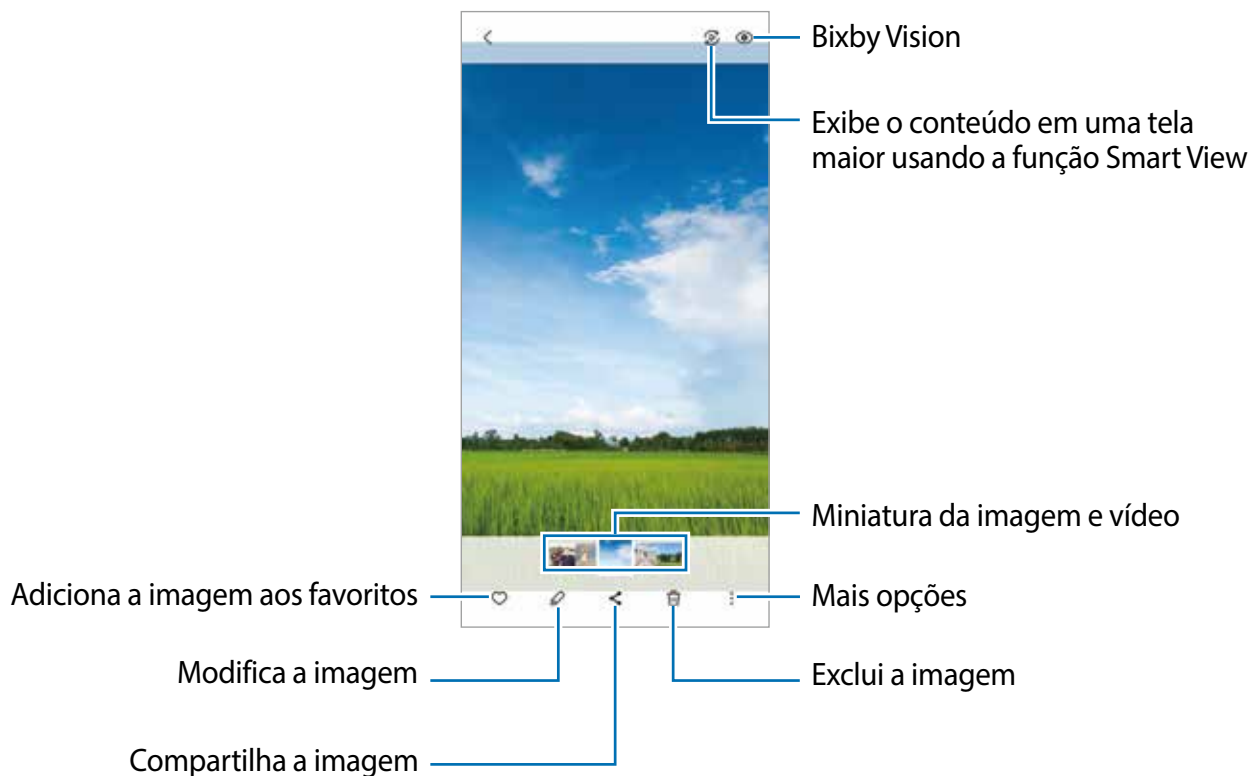 Bixby Vision
Exibe o conteúdo em uma tela
maior usando a função Smart View
Miniatura da imagem e vídeo
Adiciona a imagem aos favoritos
Mais opções
Modifica a imagem
Exclui a imagem
Compartilha a imagem